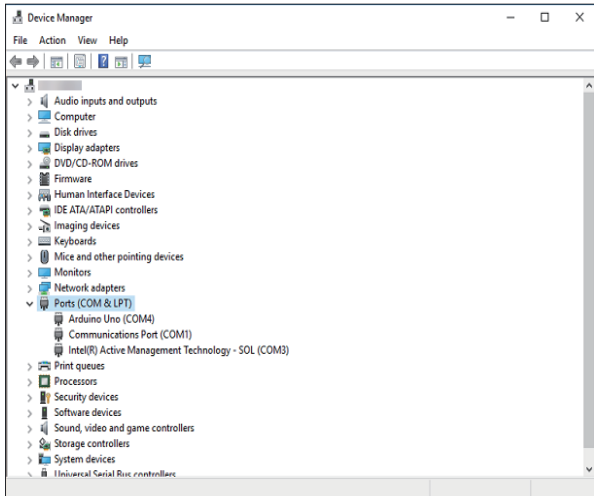 Device Manager
File Action View Help
Audio inputs and outputs
Computer
Disk drives
Display adapters
DVD/CD-ROM drives
Firmware
Human Interface Devices
IDE ATA/ATAPI controllers
Imaging devices
Keyboards
Mice and other pointing devices
Monitors
Network adapters
Ports (COM & LPT)
Arduino Uno (COM4)
Communications Port (COM1)
Intel(R) Active Management Technology - SOL (COM3)
Print queues
Processors
Security devices
Software devices
Sound, video and game controllers
Storage controllers
System devices
Universal Serial Bus controllers